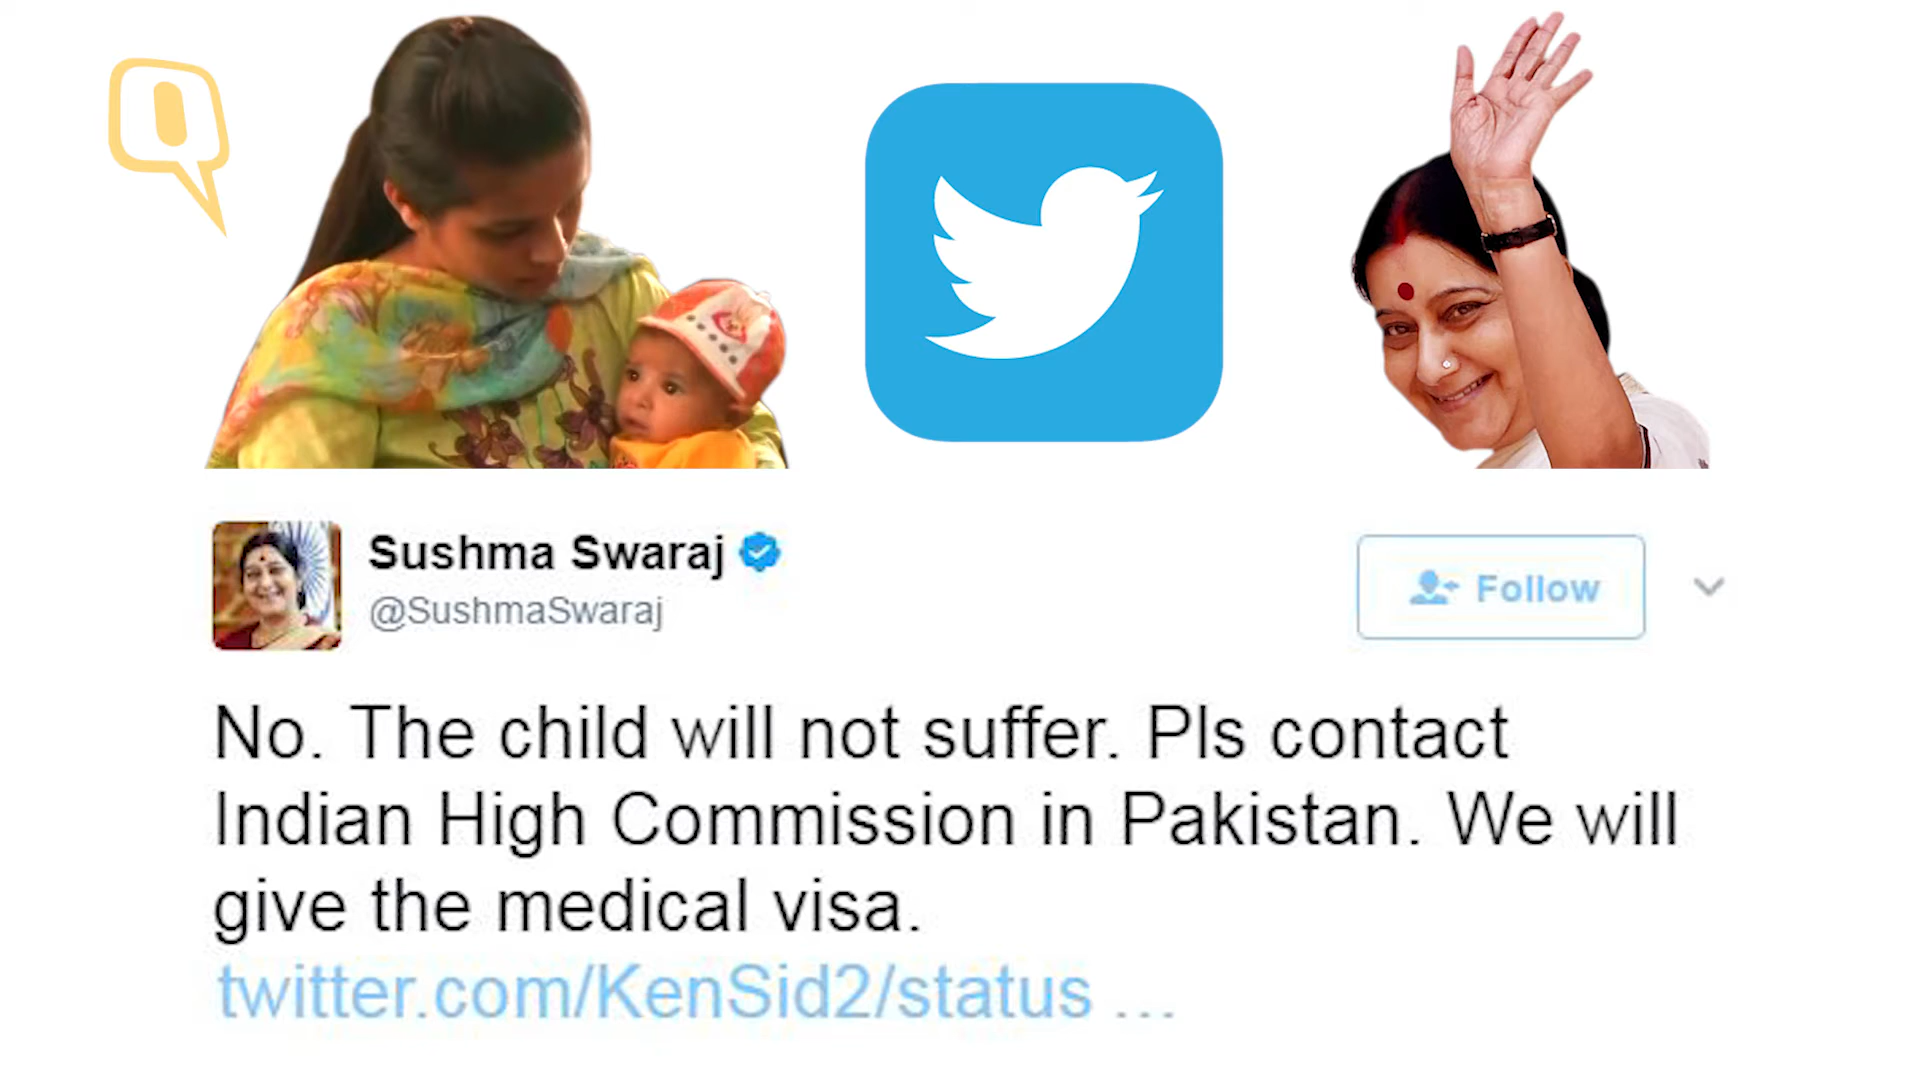 Q
Sushma Swaraj
@SushmaSwaraj
Follow
No. The child will not suffer. Pls contact
Indian High Commission in Pakistan. We will
give the medical visa.
twitter.com/KenSid2/status ...